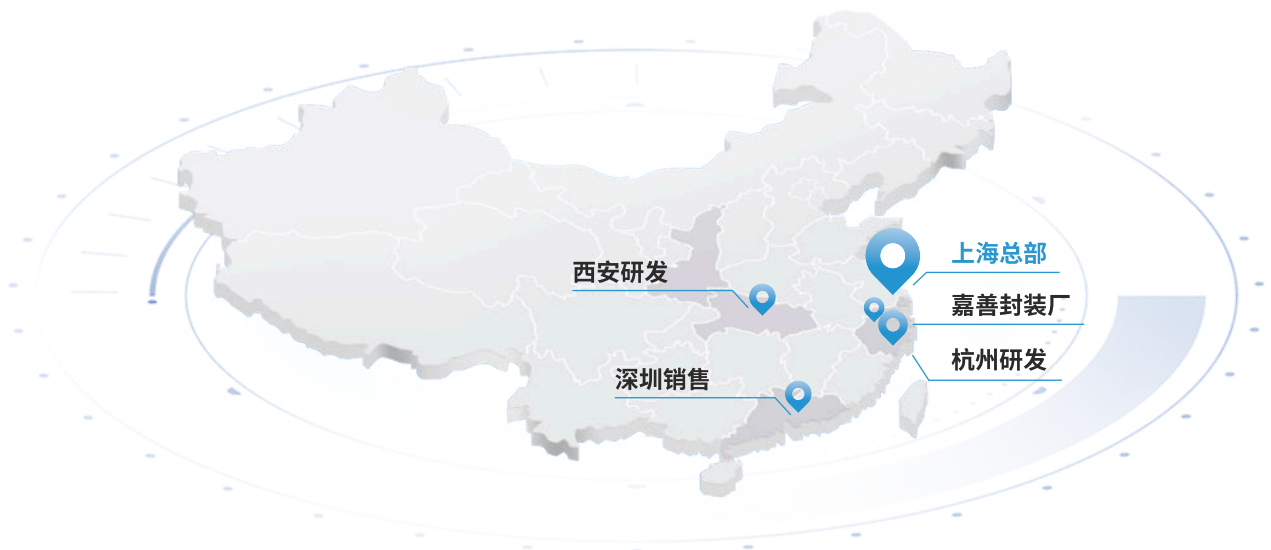 上海总部
西安研发
嘉善封装厂
杭州研发
深圳销售